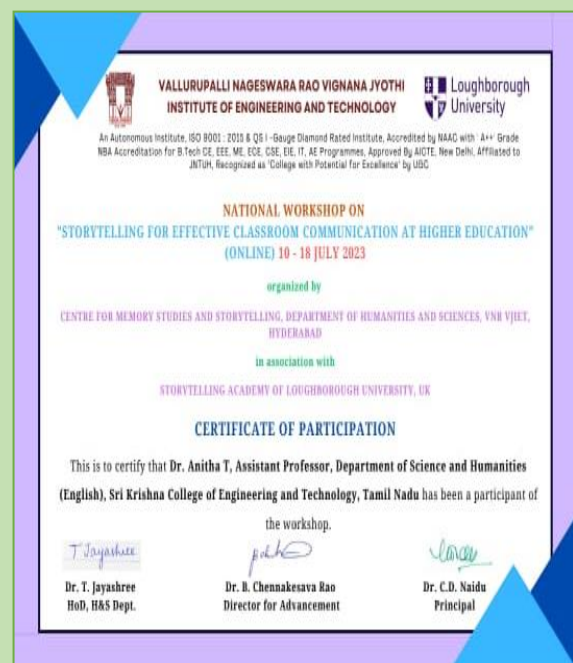 VALLURUPALLI NAGESWARA RAO VIGNANA JYOTHI
INSTITUTE OF ENGINEERING AND TECHNOLOGY
Loughborough
University
An Autonomous Institute, ISO 9001 : 2015 & QS I -Gauge Diamond Rated Institute, Accredited by NAAC with ' A++' Grade
NBA Accreditation for B.Tech CE, EEE, ME, ECE, CSE, EIE, IT, AE Programmes, Approved By AICTE, New Delhi, Affiliated to
JNTUH, Recognized as 'College with Potential for Excellence' by UGC
NATIONAL WORKSHOP ON
"STORYTELLING FOR EFFECTIVE CLASSROOM COMMUNICATION AT HIGHER EDUCATION"
(ONLINE) 10 - 18 JULY 2023
organized by
CENTRE FOR MEMORY STUDIES AND STORYTELLING, DEPARTMENT OF HUMANITIES AND SCIENCES, VNR VJIET,
HYDERABAD
in association with
STORYTELLING ACADEMY OF LOUGHBOROUGH UNIVERSITY, UK
CERTIFICATE OF PARTICIPATION
This is to certify that Dr. Anitha T, Assistant Professor, Department of Science and Humanities
(English), Sri Krishna College of Engineering and Technology, Tamil Nadu has been a participant of
the workshop.
T Jayashree
Dr. T. Jayashree
HoD, H&S Dept.
Dr. B. Chennakesava Rao
Director for Advancement
Dr. C.D. Naidu
Principal